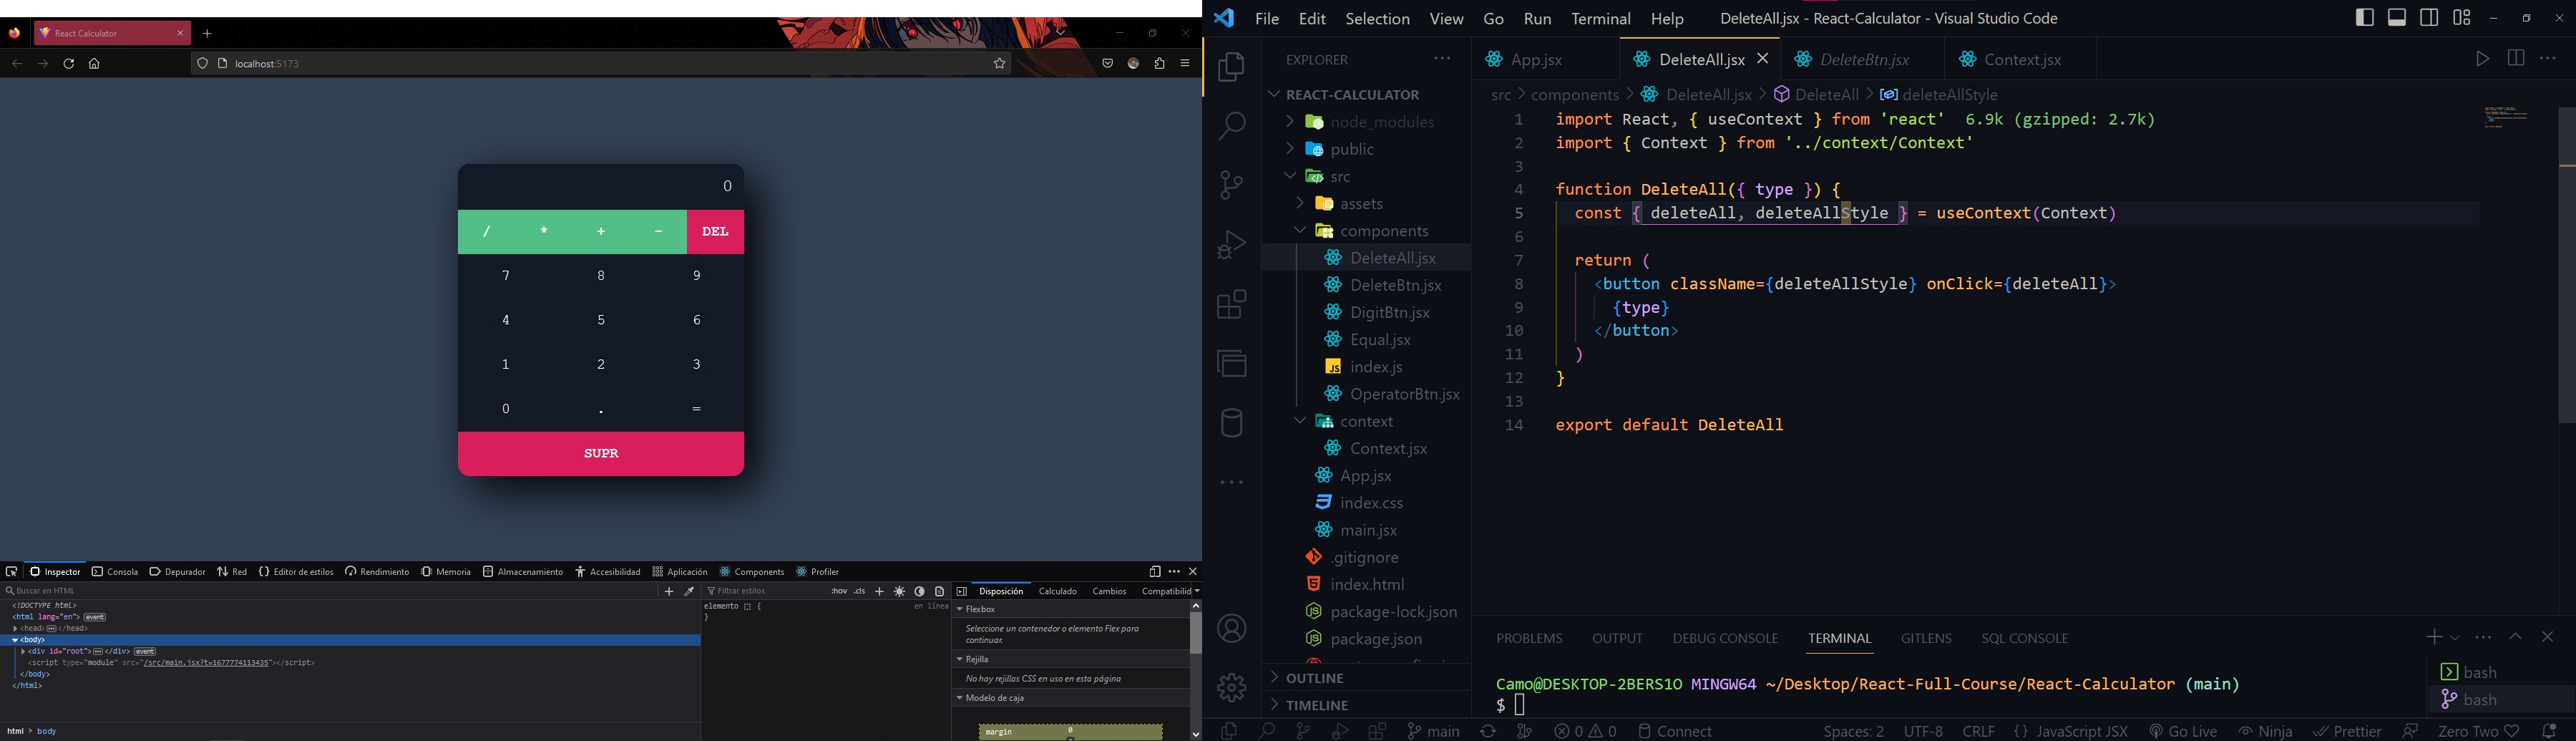 React Calculator
localhost:5173
0
/ * + - DEL
7 8 9
4 5 6
1 2 3
0 . =
SUPR
Inspector Consola Depurador Red Editor de estilos Rendimiento Memoria Almacenamiento Accesibilidad Aplicación Components Profiler
Buscar en HTML
<!DOCTYPE html>
<html lang="en"> event
<head></head>
<body>
<div id="root"></div> event
<script type="module" src="/src/main.jsx?t=1677774113435"></script>
</body>
</html>
html > body
Filtrar estilos :hov .cls
elemento { en línea
}
Disposición Calculado Cambios Compatibilid
Flexbox
Seleccione un contenedor o elemento Flex para
continuar.
Rejilla
No hay rejillas CSS en uso en esta página
Modelo de caja
margin 0
File Edit Selection View Go Run Terminal Help DeleteAll.jsx - React-Calculator - Visual Studio Code
EXPLORER
REACT-CALCULATOR
node_modules
public
src
assets
components
DeleteAll.jsx
DeleteBtn.jsx
DigitBtn.jsx
Equal.jsx
index.js
OperatorBtn.jsx
context
Context.jsx
App.jsx
index.css
main.jsx
.gitignore
index.html
package-lock.json
package.json
OUTLINE
TIMELINE
App.jsx DeleteAll.jsx DeleteBtn.jsx Context.jsx
src > components > DeleteAll.jsx > DeleteAll > deleteAllStyle
1 import React, { useContext } from 'react' 6.9k (gzipped: 2.7k)
2 import { Context } from '../context/Context'
3
4 function DeleteAll({ type }) {
5 const { deleteAll, deleteAllStyle } = useContext(Context)
6
7 return (
8 <button className={deleteAllStyle} onClick={deleteAll}>
9 {type}
10 </button>
11 )
12 }
13
14 export default DeleteAll
PROBLEMS OUTPUT DEBUG CONSOLE TERMINAL GITLENS SQL CONSOLE
Camo@DESKTOP-2BERS1O MINGW64 ~/Desktop/React-Full-Course/React-Calculator (main)
$
bash
bash
main 0 0 Connect Spaces: 2 UTF-8 CRLF {} JavaScript JSX Go Live Ninja Prettier Zero Two